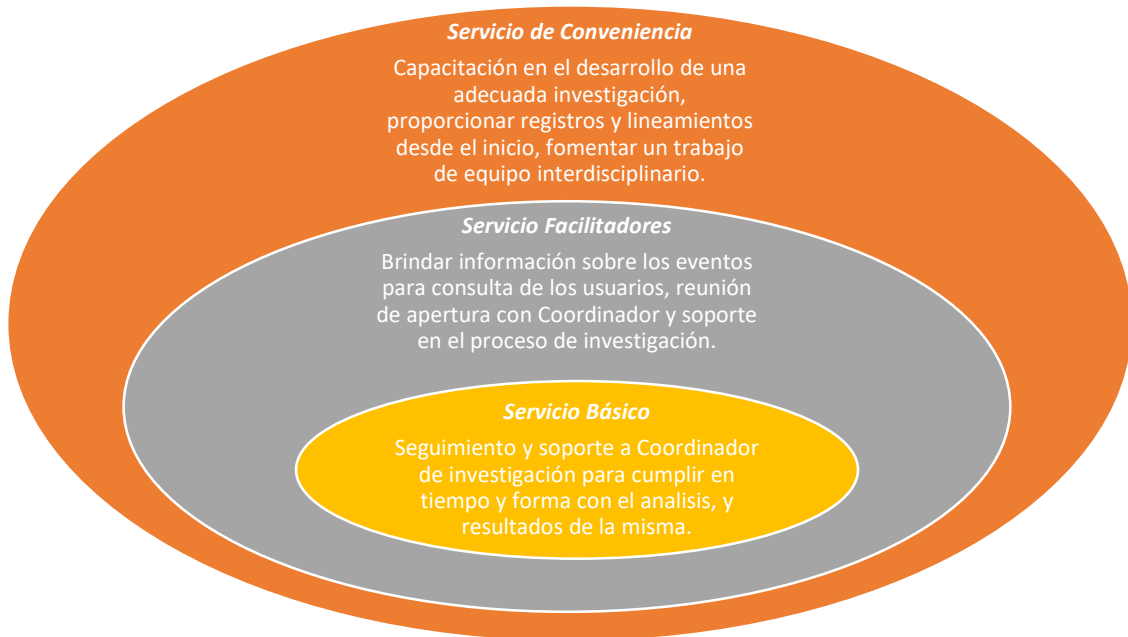 Servicio de Conveniencia
Capacitación en el desarrollo de una
adecuada investigación,
proporcionar registros y lineamientos
desde el inicio, fomentar un trabajo
de equipo interdisciplinario.
Servicio Facilitadores
Brindar información sobre los eventos
para consulta de los usuarios, reunión
de apertura con Coordinador y soporte
en el proceso de investigación.
Servicio Básico
Seguimiento y soporte a Coordinador
de investigación para cumplir en
tiempo y forma con el analisis, y
resultados de la misma.